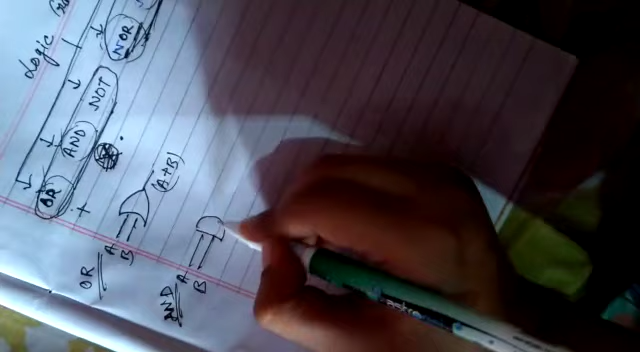 Logic
OR AND NOT NOR
+ .
OR
A
B
(A+B)
AND
A
B